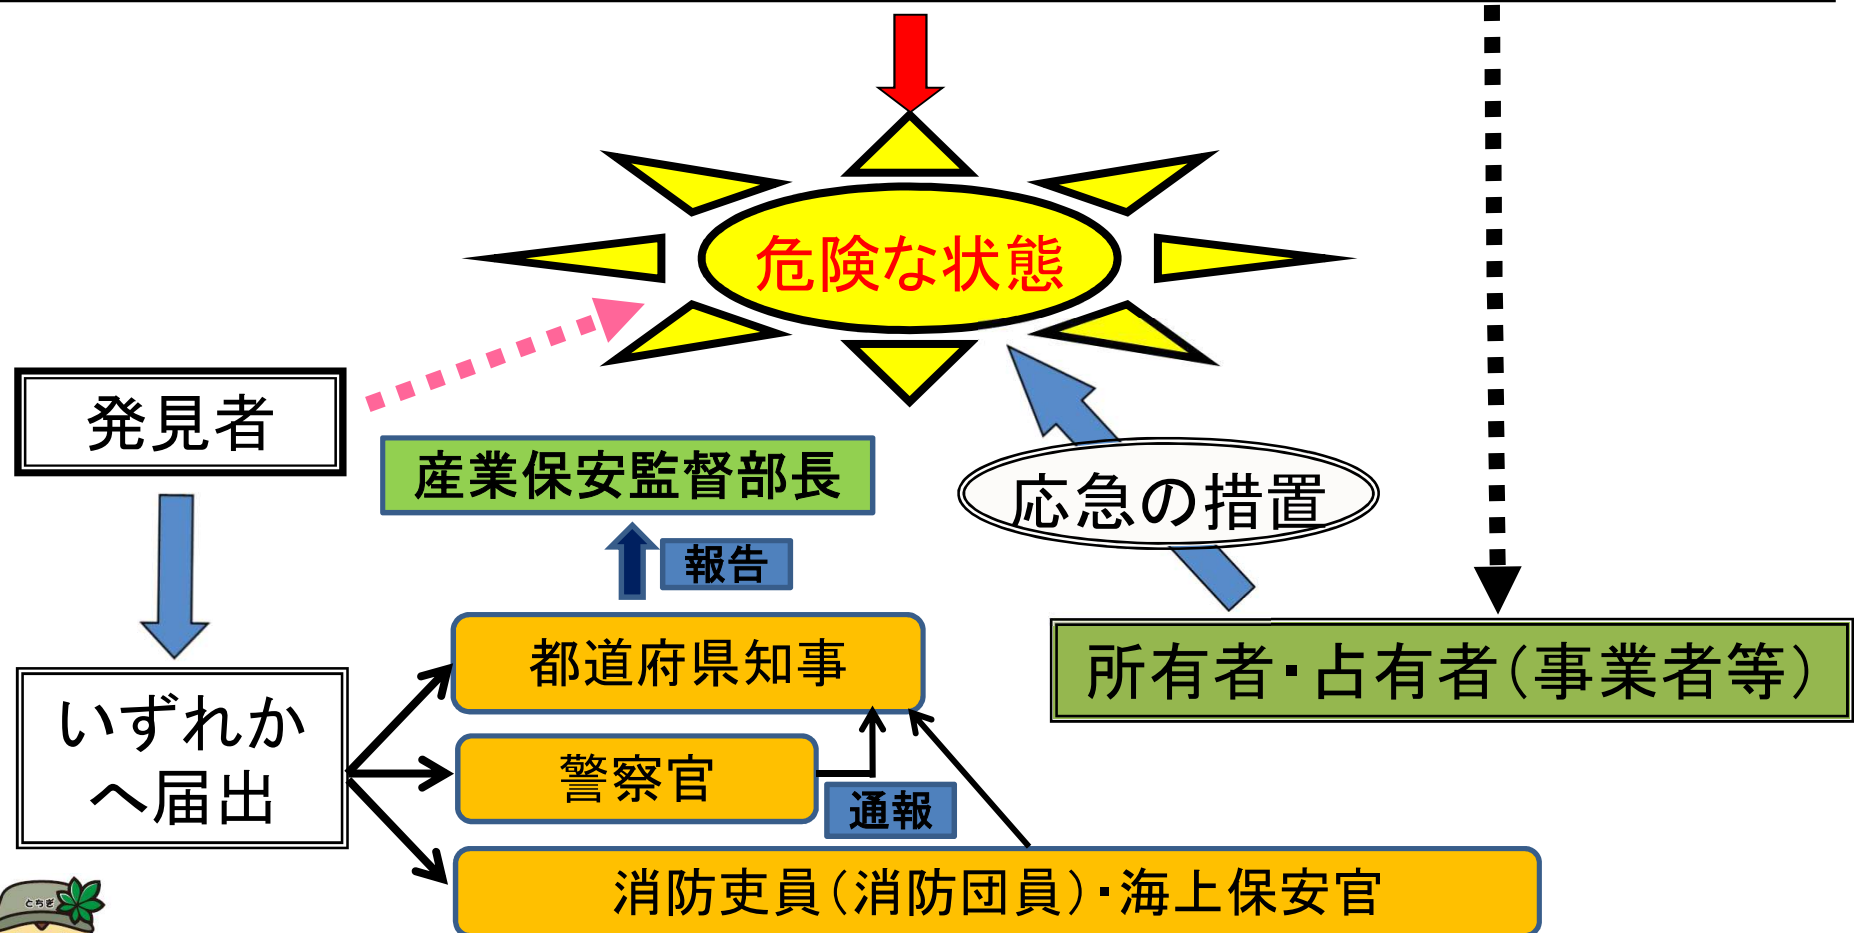 危険な状態
発見者
産業保安監督部長
応急の措置
報告
都道府県知事
所有者・占有者(事業者等)
いずれか
へ届出
警察官
通報
消防吏員(消防団員)・海上保安官
とちぎ